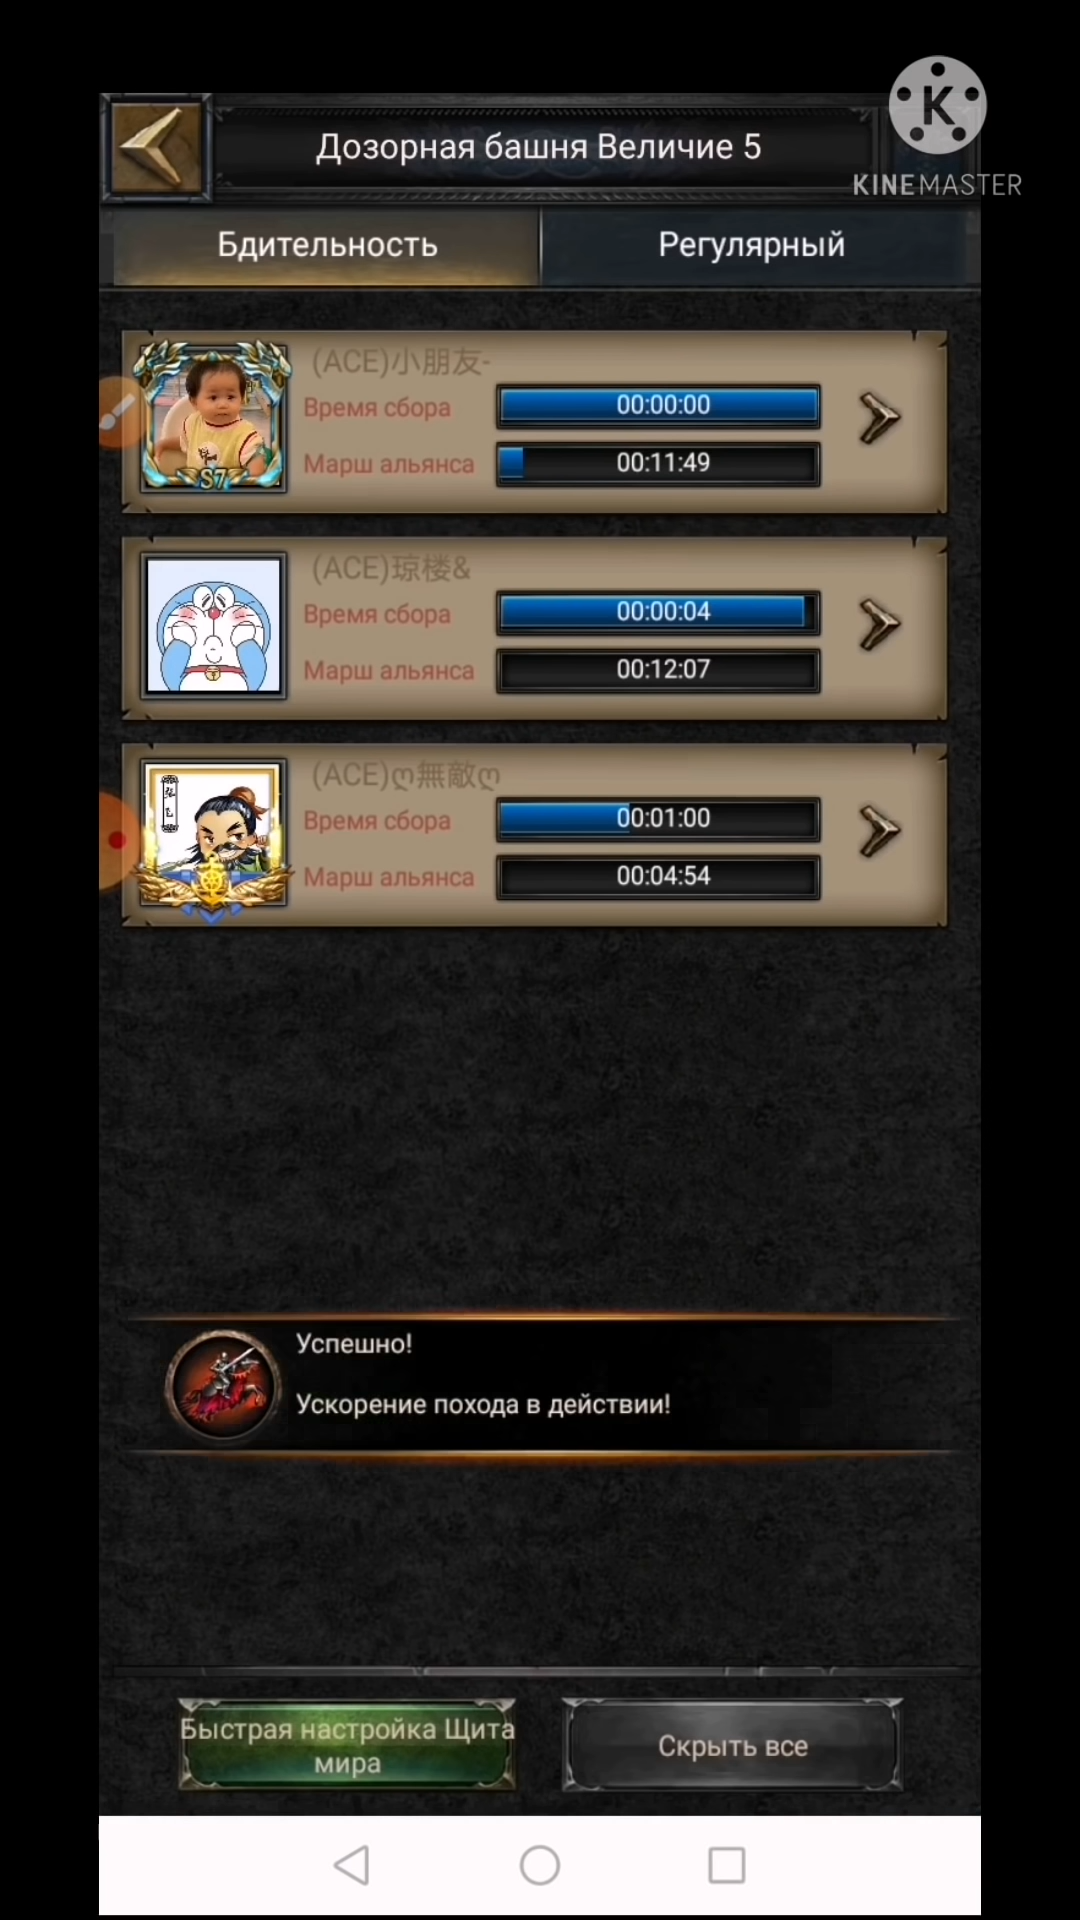 K
KINEMASTER
Дозорная башня Величие 5
Бдительность
Регулярный
(ACE)小朋友-
Время сбора
00:00:00
Марш альянса
00:11:49
S7
(ACE)琼楼&
Время сбора
00:00:04
Марш альянса
00:12:07
(ACE)ღ無敵ღ
Время сбора
00:01:00
Марш альянса
00:04:54
Успешно!
Ускорение похода в действии!
Быстрая настройка Щита
мира
Скрыть все